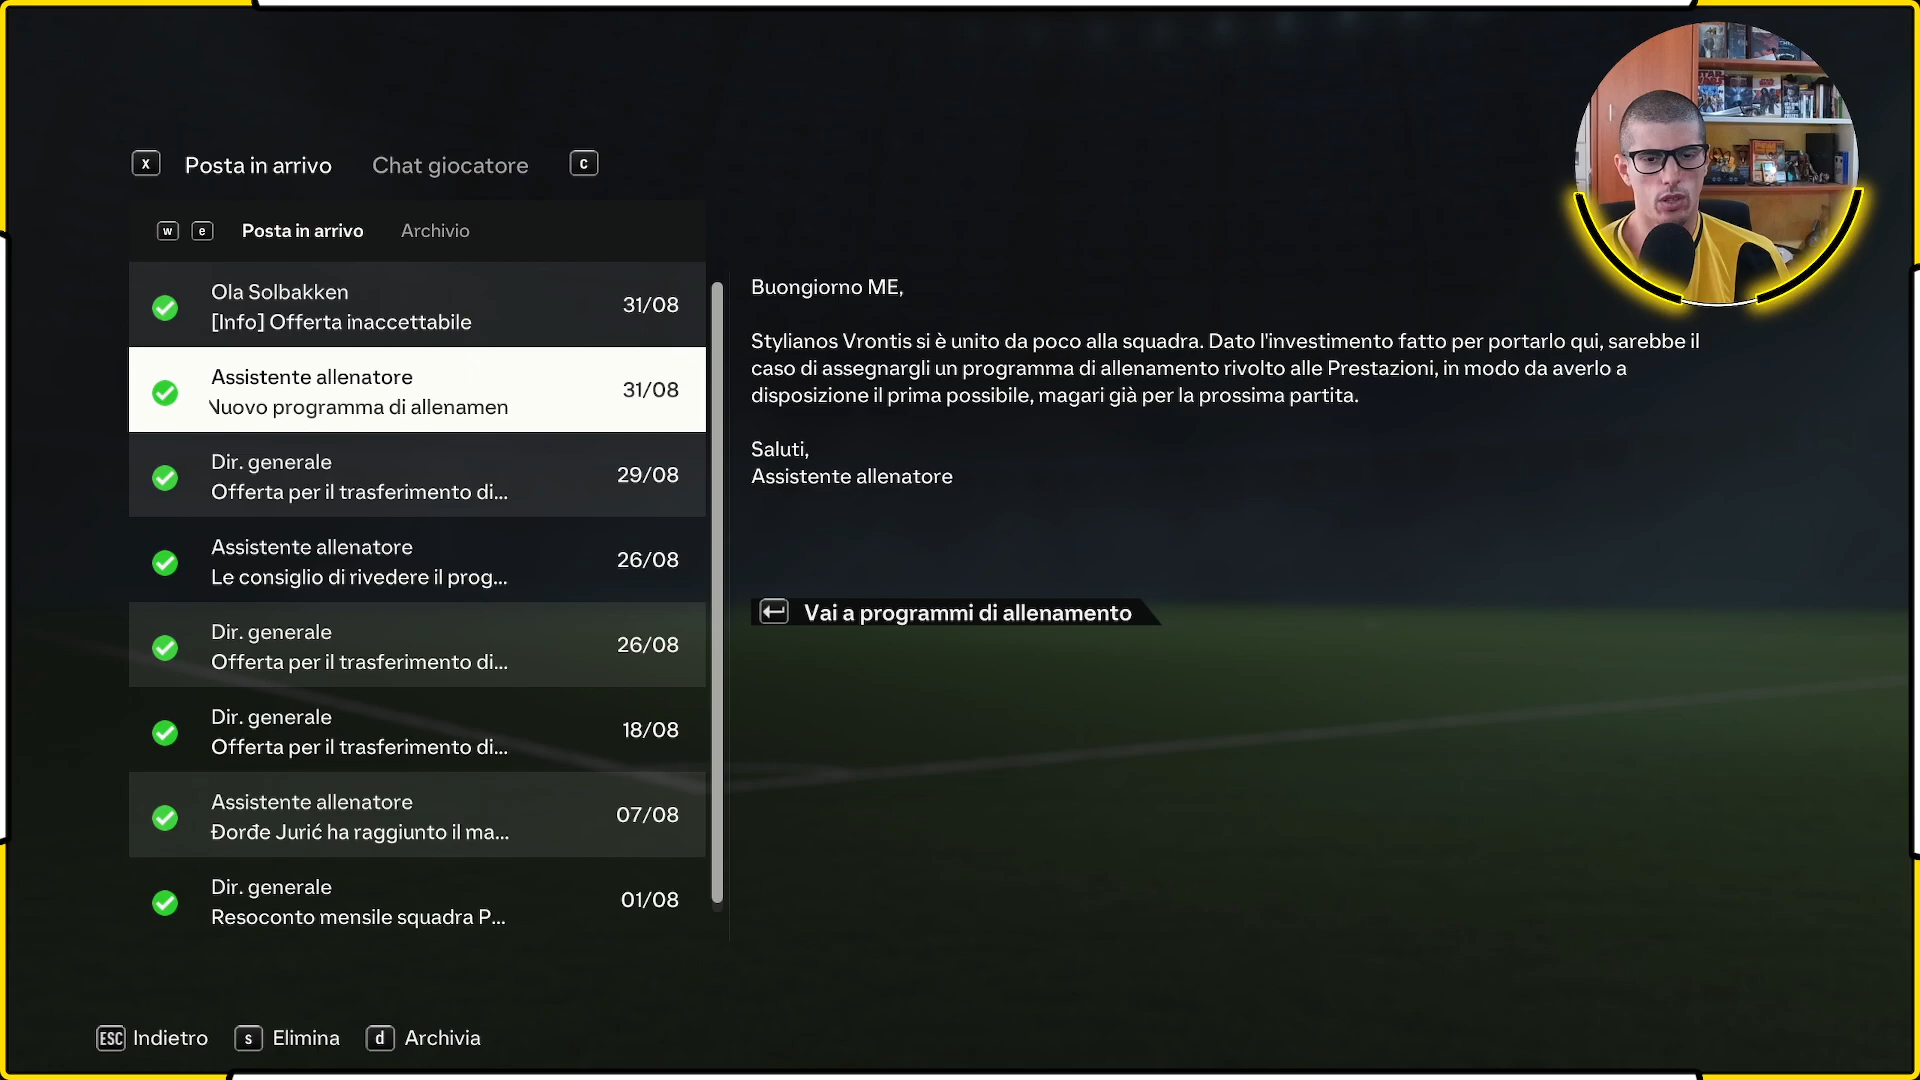 X Posta in arrivo Chat giocatore C
w e Posta in arrivo Archivio
Ola Solbakken
[Info] Offerta inaccettabile
31/08
Assistente allenatore
Nuovo programma di allenamen
31/08
Dir. generale
Offerta per il trasferimento di...
29/08
Assistente allenatore
Le consiglio di rivedere il prog...
26/08
Dir. generale
Offerta per il trasferimento di...
26/08
Dir. generale
Offerta per il trasferimento di...
18/08
Assistente allenatore
Đorđe Jurić ha raggiunto il ma...
07/08
Dir. generale
Resoconto mensile squadra P...
01/08
Buongiorno ME,
Stylianos Vrontis si è unito da poco alla squadra. Dato l'investimento fatto per portarlo qui, sarebbe il
caso di assegnargli un programma di allenamento rivolto alle Prestazioni, in modo da averlo a
disposizione il prima possibile, magari già per la prossima partita.
Saluti,
Assistente allenatore
Vai a programmi di allenamento
ESC Indietro s Elimina d Archivia